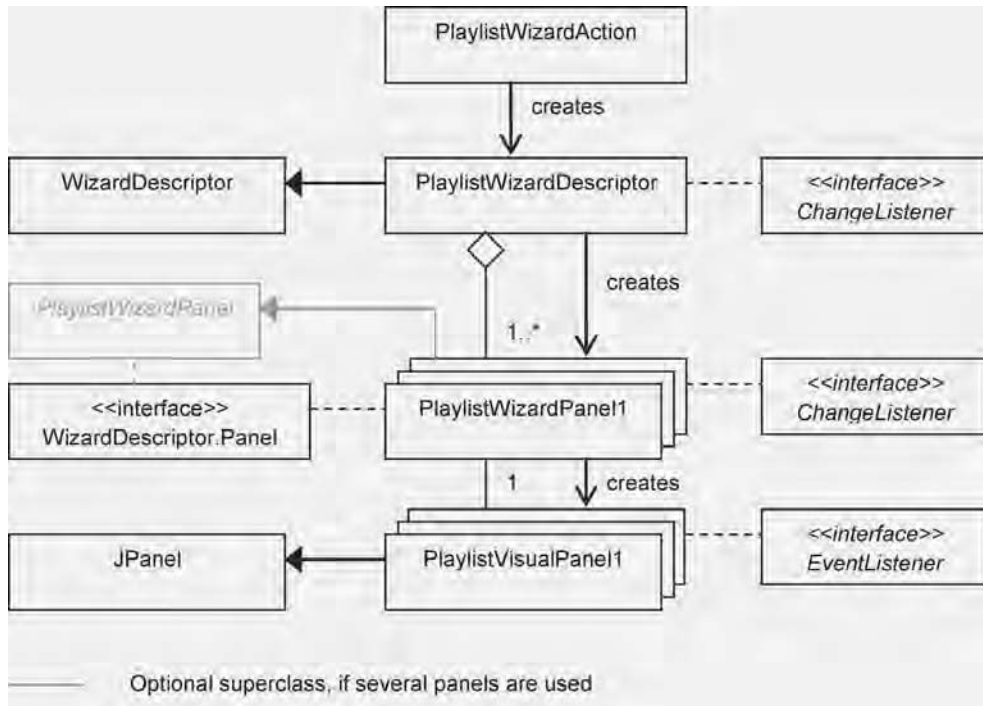 PlaylistWizardAction
creates
WizardDescriptor
PlaylistWizardDescriptor
<<interface>>
ChangeListener
creates
PlaylistWizardPanel
1..*
<<interface>>
WizardDescriptor.Panel
PlaylistWizardPanel1
<<interface>>
ChangeListener
1
creates
JPanel
PlaylistVisualPanel1
<<interface>>
EventListener
Optional superclass, if several panels are used